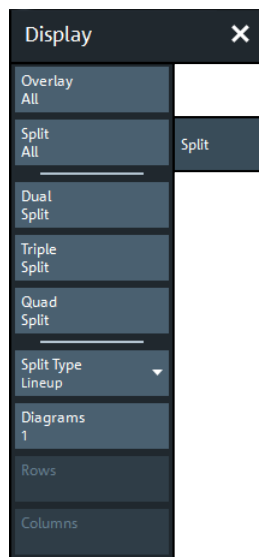 Display
Overlay
All
Split
All
Split
Dual
Split
Triple
Split
Quad
Split
Split Type
Lineup
Diagrams
1
Rows
Columns